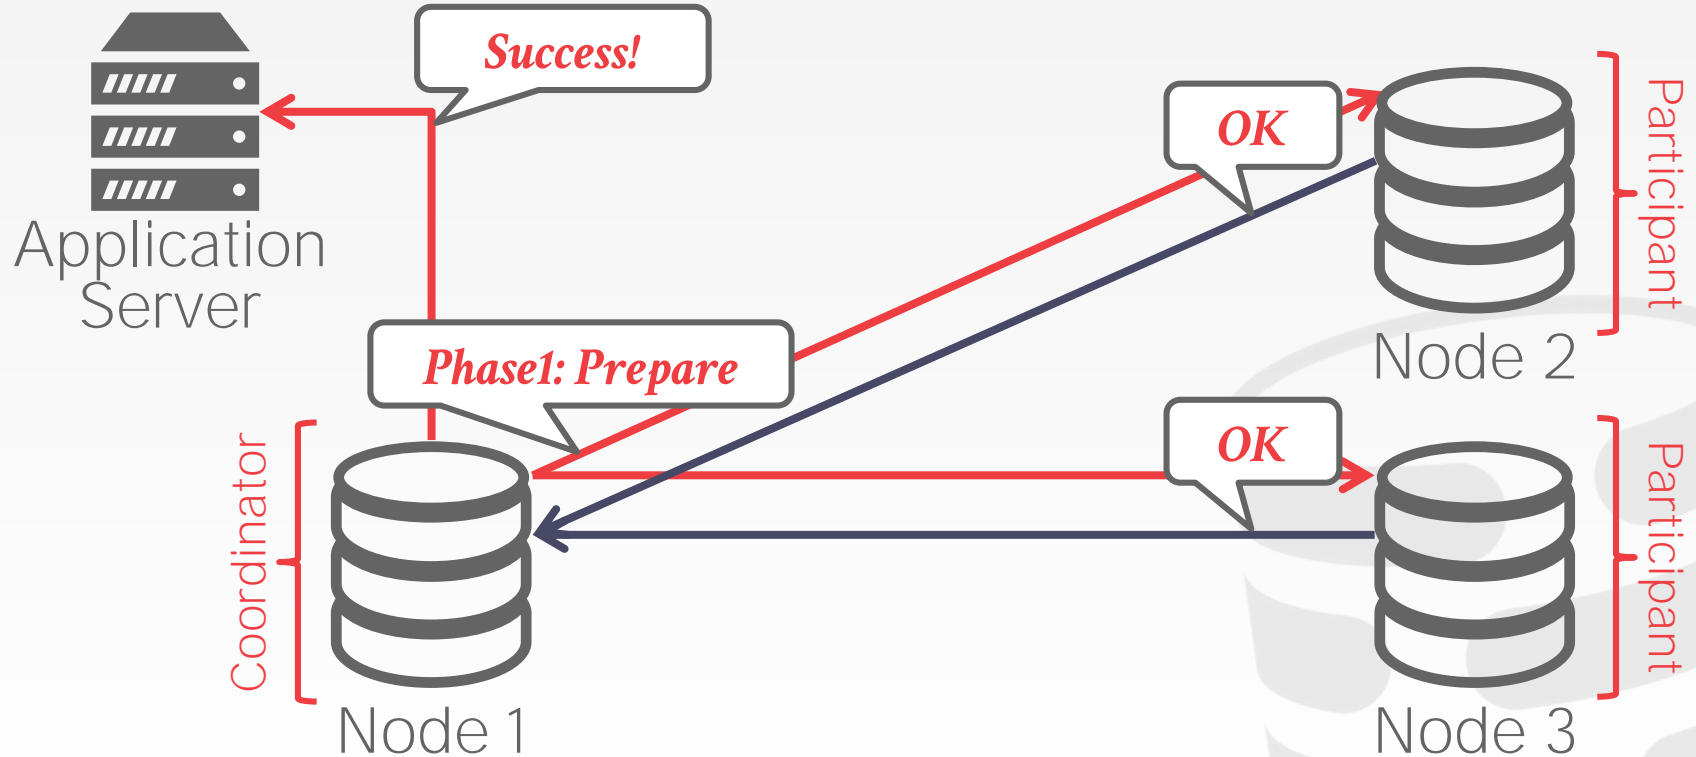 Success!
OK
Participant
Application
Server
Phase1: Prepare
Node 2
OK
Coordinator
Participant
Node 1
Node 3